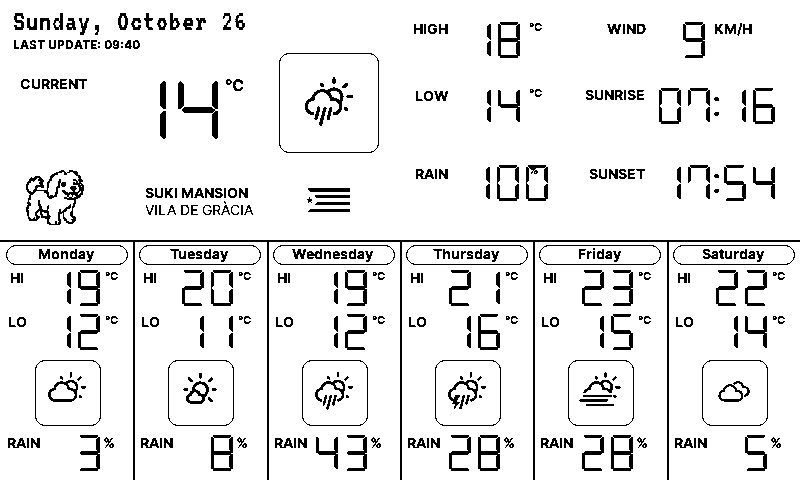 Sunday, October 26
LAST UPDATE: 09:40
CURRENT 14 °C
HIGH 18 °C
LOW 14 °C
RAIN 100 %
WIND 9 KM/H
SUNRISE 07:16
SUNSET 17:54
SUKI MANSION
VILA DE GRÀCIA
Monday
HI 19 °C
LO 12 °C
RAIN 3 %
Tuesday
HI 20 °C
LO 11 °C
RAIN 8 %
Wednesday
HI 19 °C
LO 12 °C
RAIN 43 %
Thursday
HI 21 °C
LO 16 °C
RAIN 28 %
Friday
HI 23 °C
LO 15 °C
RAIN 28 %
Saturday
HI 22 °C
LO 14 °C
RAIN 5 %